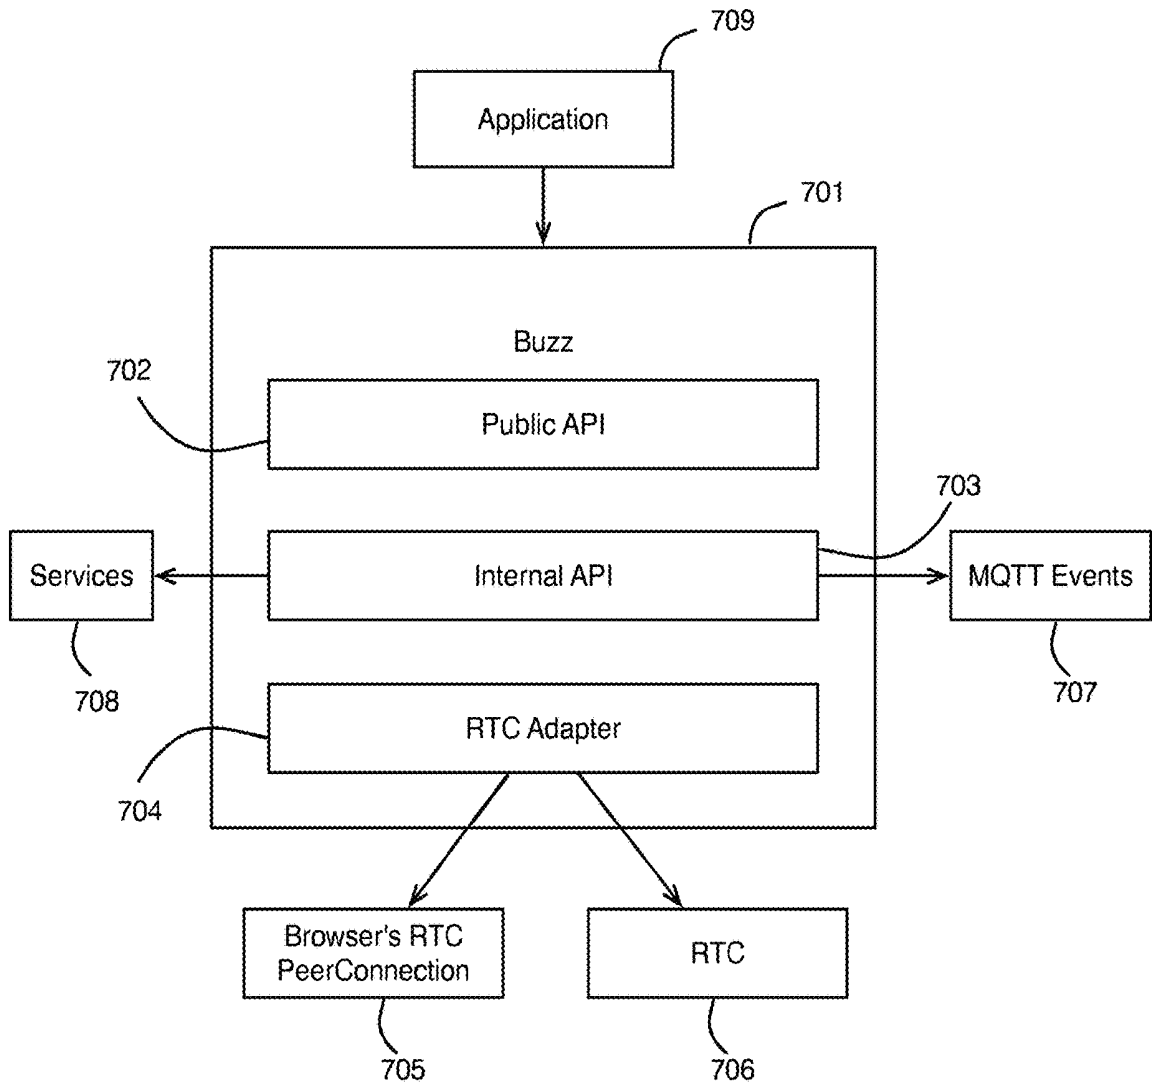 709
Application
701
Buzz
702
Public API
703
Services
Internal API
MQTT Events
708
707
RTC Adapter
704
Browser's RTC
PeerConnection
RTC
705
706